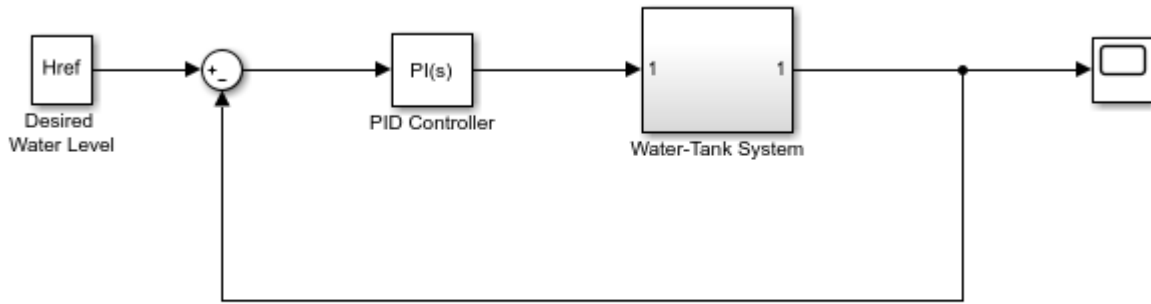 Href
Desired
Water Level
+
-
PI(s)
PID Controller
1
1
Water-Tank System